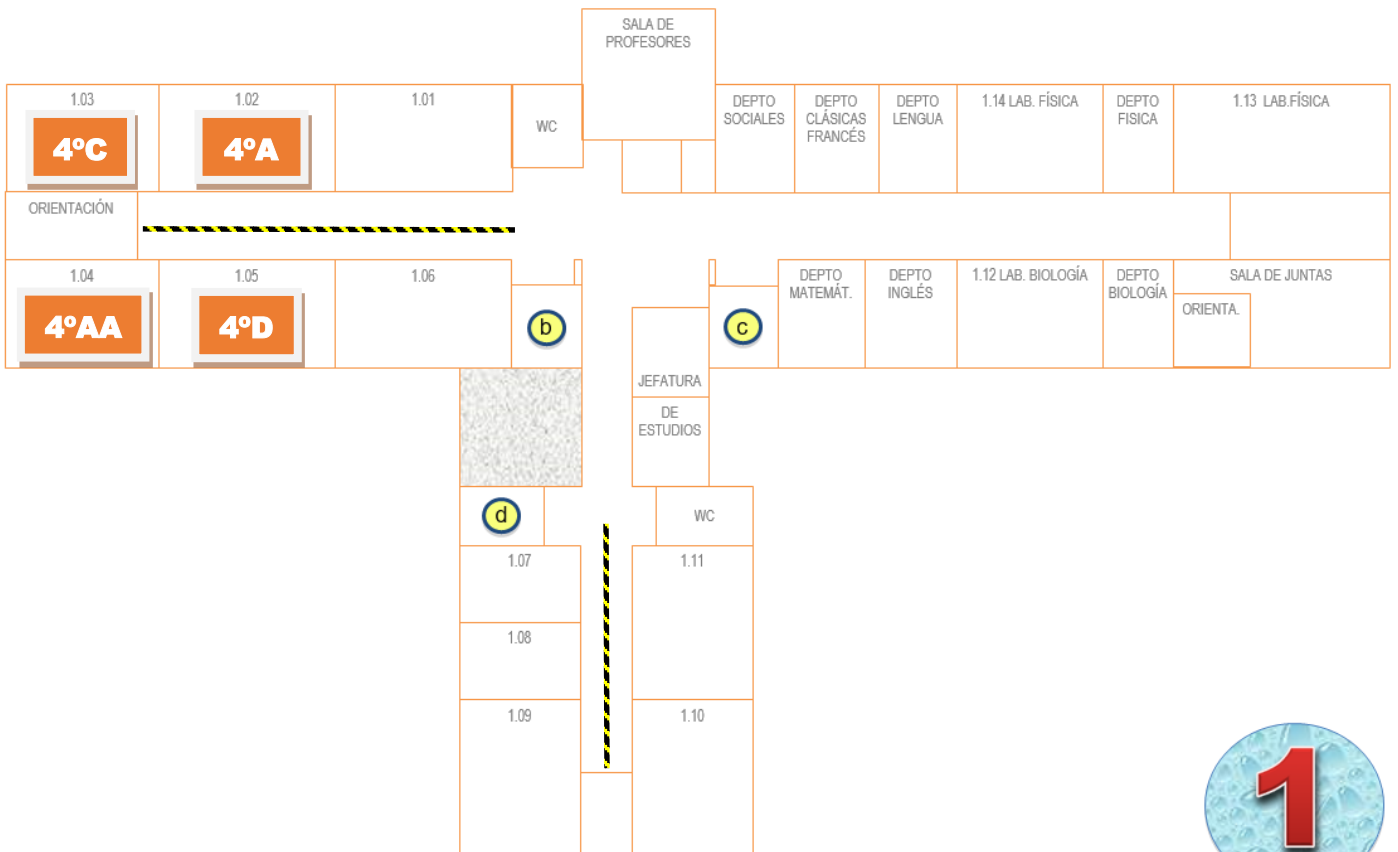 SALA DE
PROFESORES
1.03
4ºC
1.02
4ºA
1.01
WC
DEPTO
SOCIALES
DEPTO
CLÁSICAS
FRANCÉS
DEPTO
LENGUA
1.14 LAB. FÍSICA
DEPTO
FISICA
1.13 LAB.FÍSICA
ORIENTACIÓN
1.04
4ºAA
1.05
4ºD
1.06
b
c
DEPTO
MATEMÁT.
DEPTO
INGLÉS
1.12 LAB. BIOLOGÍA
DEPTO
BIOLOGÍA
SALA DE JUNTAS
ORIENTA.
JEFATURA
DE
ESTUDIOS
d
WC
1.07
1.11
1.08
1.09
1.10
1